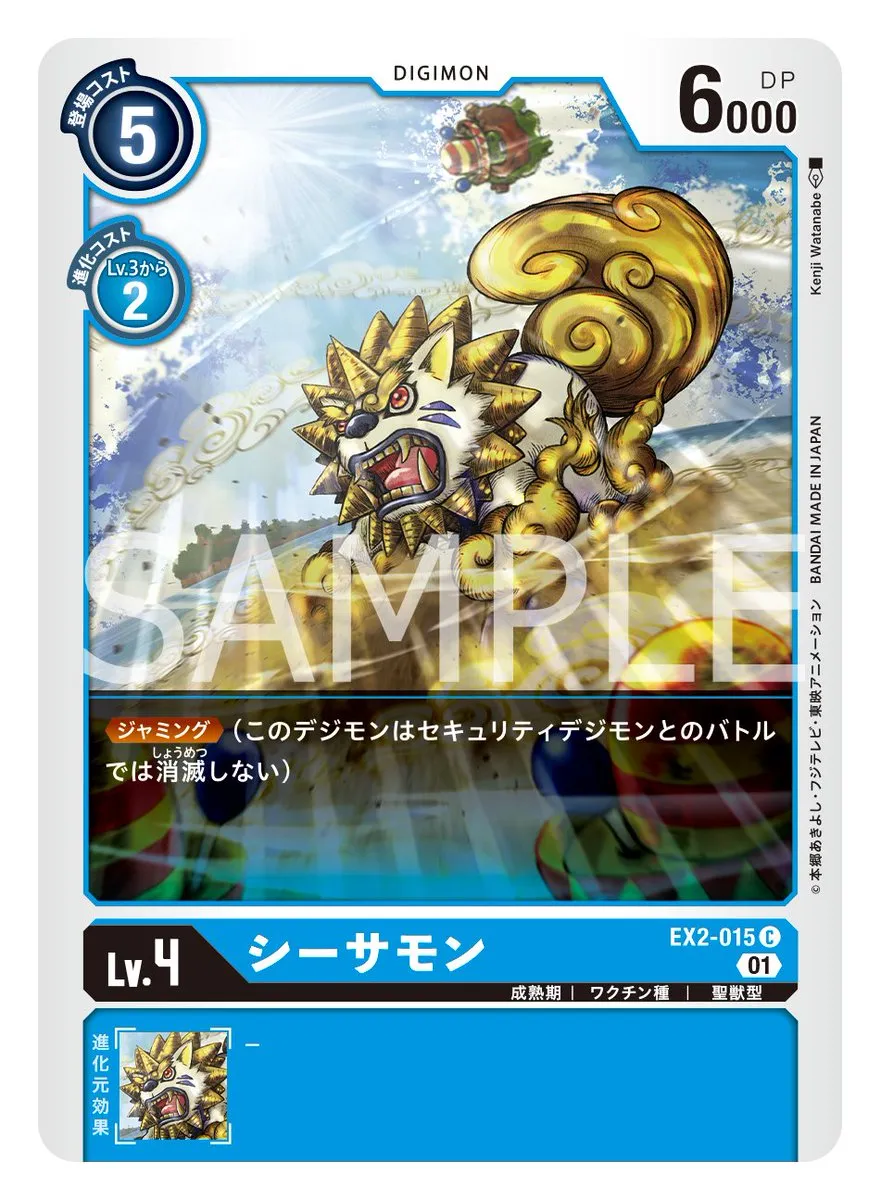 DIGIMON
登場コスト
5
6000
DP
進化コスト
Lv.3から
2
Kenji Watanabe
BANDAI MADE IN JAPAN
©本郷あきよし・フジテレビ・東映アニメーション
SAMPLE
ジャミング（このデジモンはセキュリティデジモンとのバトル
しょうめつ
では消滅しない）
Lv.4
シーサモン
EX2-015 C
01
成熟期 | ワクチン種 | 聖獣型
進化元効果
–